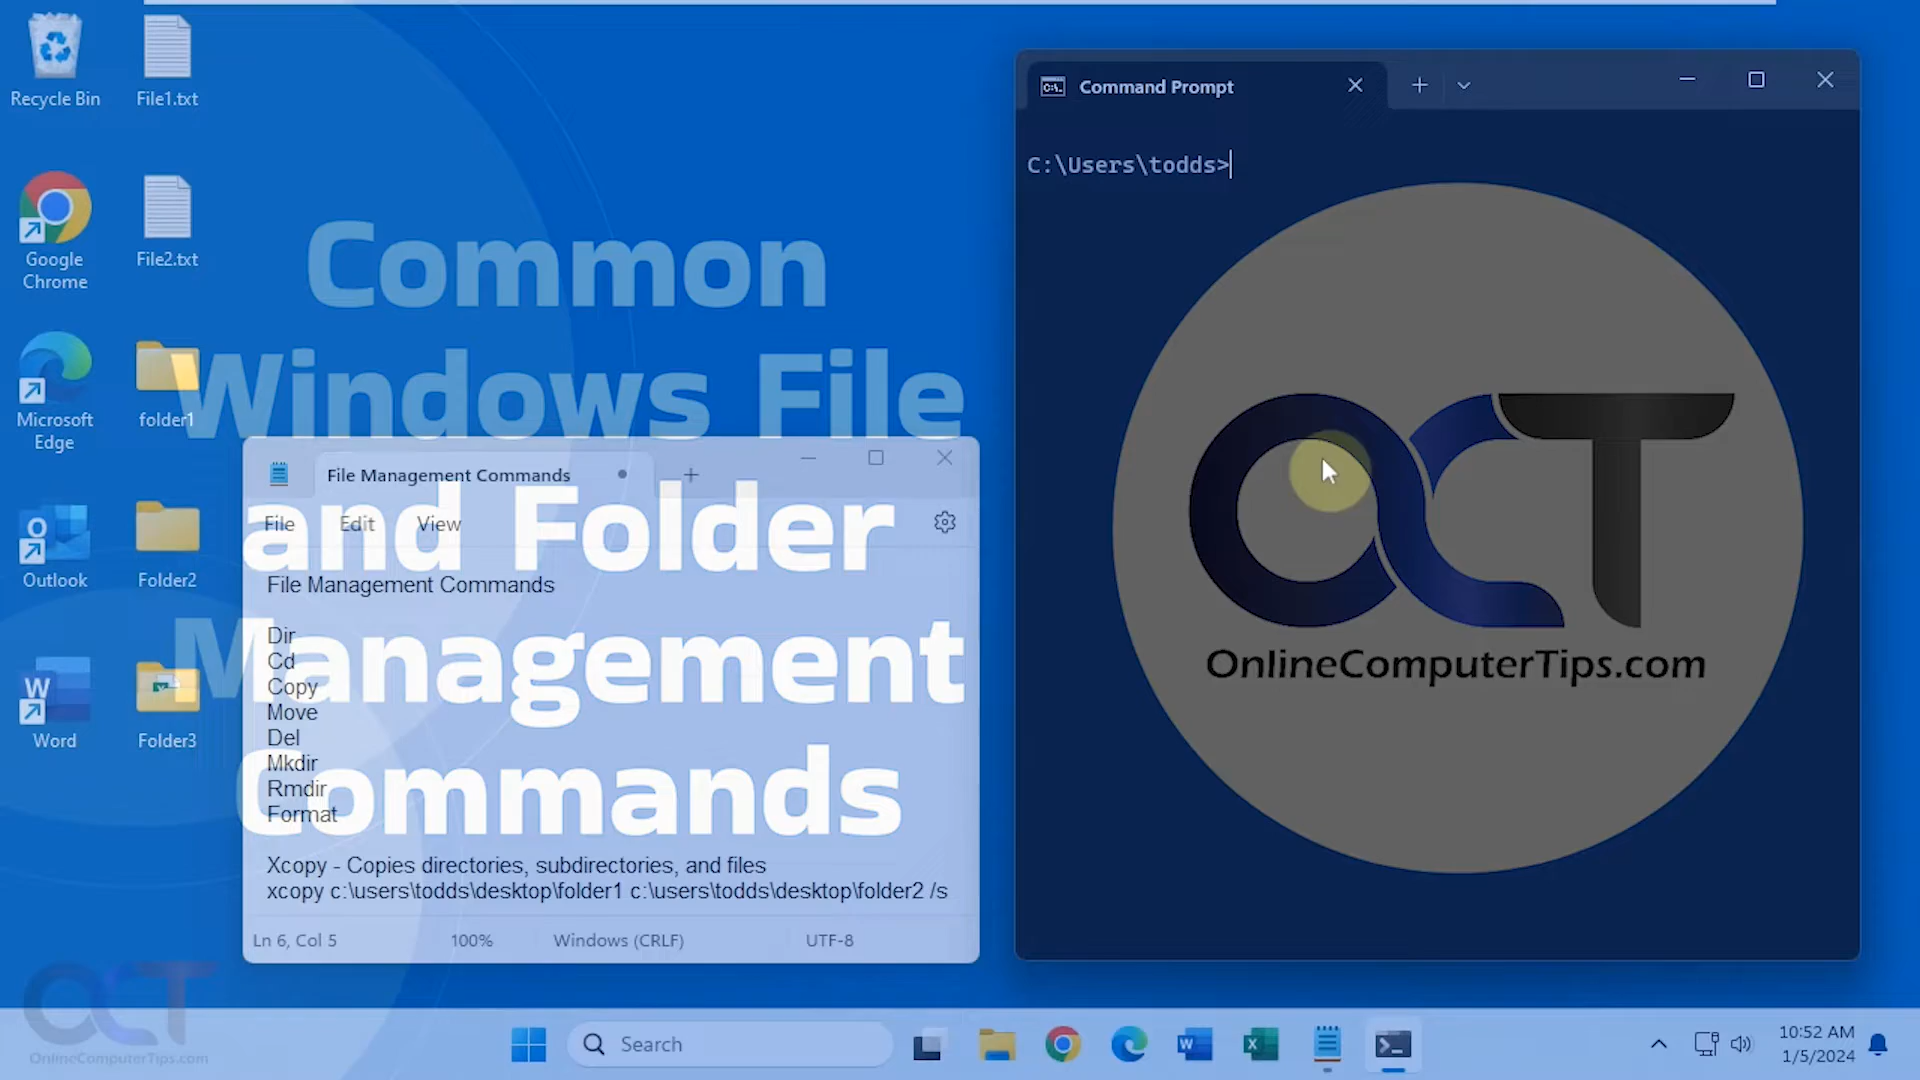 Recycle Bin
File1.txt
Google
Chrome
File2.txt
Microsoft
Edge
folder1
Outlook
Folder2
Word
Folder3
Common
Windows File
and Folder
Management
Commands
File Management Commands
File Edit View
File Management Commands
Dir
Cd
Copy
Move
Del
Mkdir
Rmdir
Format
Xcopy - Copies directories, subdirectories, and files
xcopy c:\users\todds\desktop\folder1 c:\users\todds\desktop\folder2 /s
Ln 6, Col 5 100% Windows (CRLF) UTF-8
Command Prompt
C:\Users\todds>
OCT
OnlineComputerTips.com
OCT
OnlineComputerTips.com
Search
10:52 AM
1/5/2024